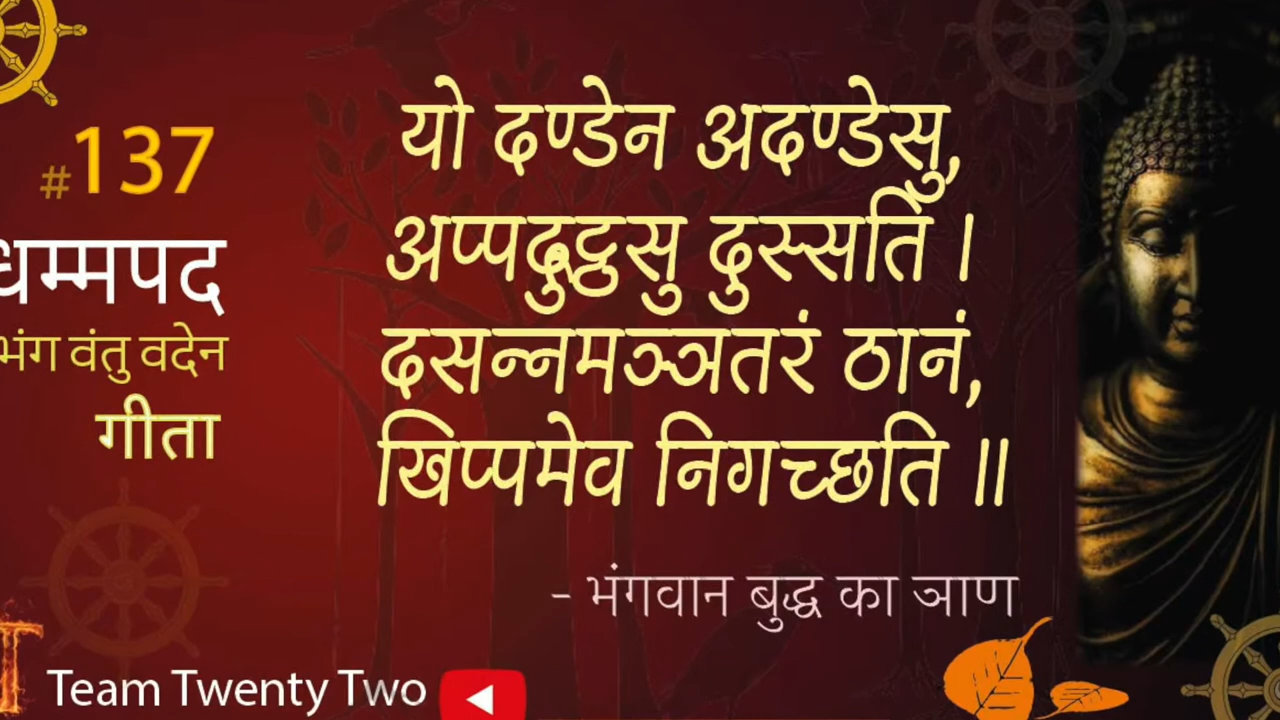 #137
धम्मपद
भंग वंतु वदेन
गीता
यो दण्डेन अदण्डेसु,
अप्पदुट्ठसु दुस्सति ।
दसन्नमञ्ञतरं ठानं,
खिप्पमेव निगच्छति ॥
- भंगवान बुद्ध का ञाण
T
Team Twenty Two